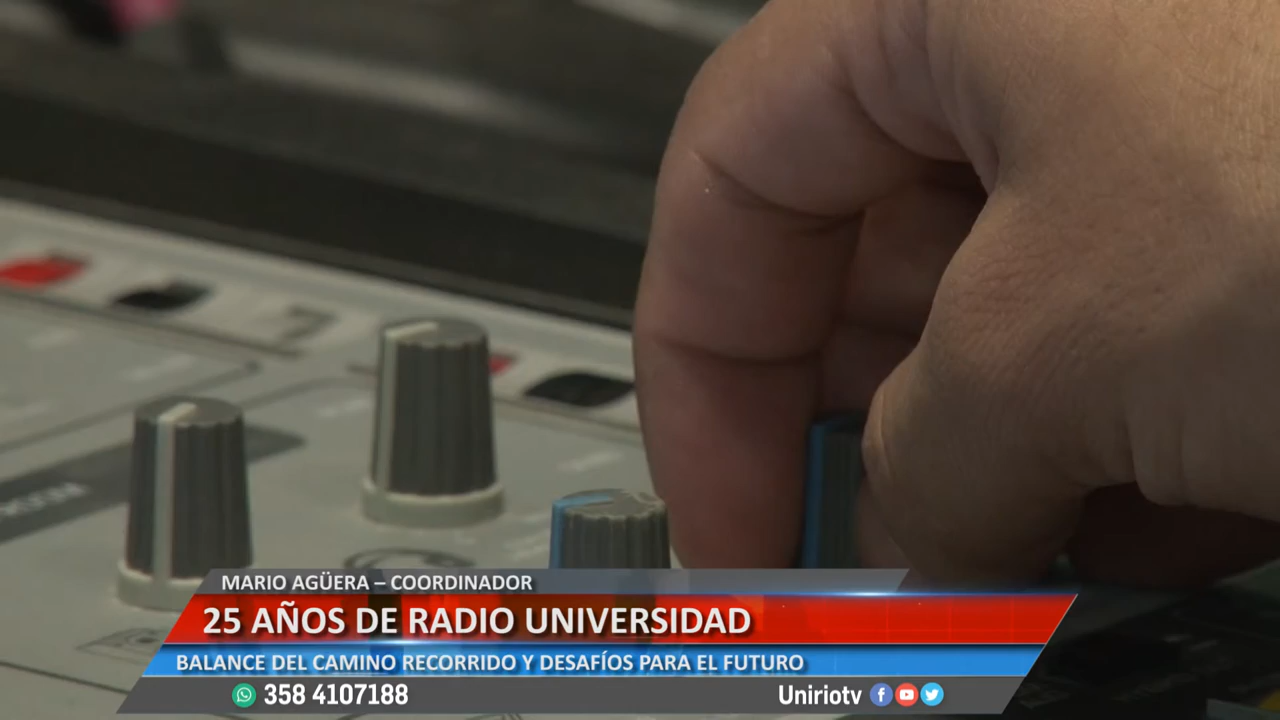 MARIO AGÜERA – COORDINADOR
25 AÑOS DE RADIO UNIVERSIDAD
BALANCE DEL CAMINO RECORRIDO Y DESAFÍOS PARA EL FUTURO
358 4107188
Uniriotv